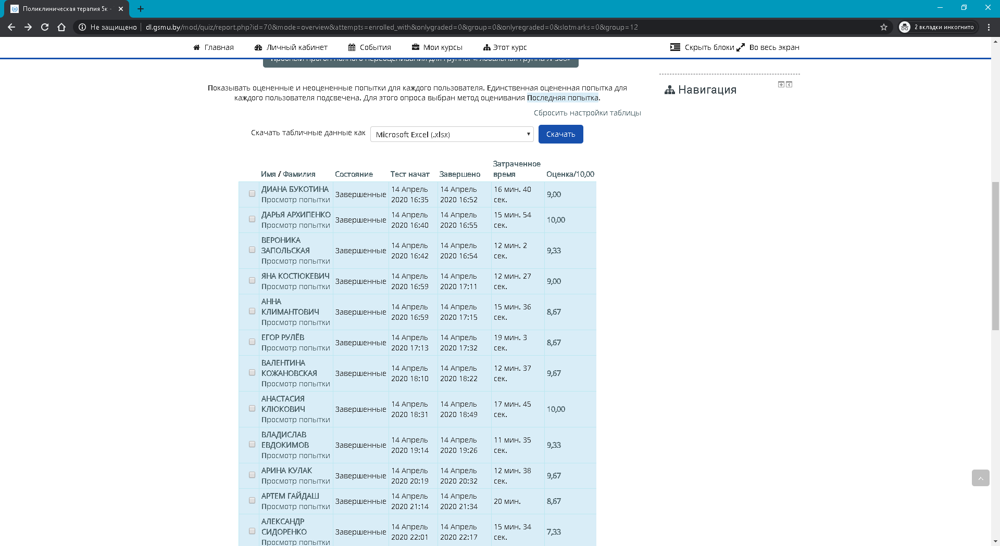 Поликлиническая терапия 5к -
Не защищено
dl.gsmu.by/mod/quiz/report.php?id=70&mode=overview&attempts=enrolled_with&onlygraded=0&group=0&onlyregraded=0&slotmarks=0&group=12
2 вкладки инкогнито
Главная Личный кабинет События Мои курсы Этот курс Скрыть блоки Во весь экран
Показывать оцененные и неоцененные попытки для каждого пользователя. Единственная оцененная попытка для
каждого пользователя подсвечена. Для этого опроса выбран метод оценивания Последняя попытка.
Навигация
Сбросить настройки таблицы
Скачать табличные данные как Microsoft Excel (.xlsx) Скачать
Затраченное
Имя / Фамилия Состояние Тест начат Завершено время Оценка/10,00
ДИАНА БУКОТИНА
Просмотр попытки
Завершенные
14 Апрель
2020 16:35
14 Апрель
2020 16:52
16 мин. 40
сек.
9,00
ДАРЬЯ АРХИПЕНКО
Просмотр попытки
Завершенные
14 Апрель
2020 16:40
14 Апрель
2020 16:55
15 мин. 54
сек.
10,00
ВЕРОНИКА
ЗАПОЛЬСКАЯ
Просмотр попытки
Завершенные
14 Апрель
2020 16:42
14 Апрель
2020 16:54
12 мин. 2
сек.
9,33
ЯНА КОСТЮКЕВИЧ
Просмотр попытки
Завершенные
14 Апрель
2020 16:59
14 Апрель
2020 17:11
12 мин. 27
сек.
9,00
АННА
КЛИМАНТОВИЧ
Просмотр попытки
Завершенные
14 Апрель
2020 16:59
14 Апрель
2020 17:15
15 мин. 36
сек.
8,67
ЕГОР РУЛЁВ
Просмотр попытки
Завершенные
14 Апрель
2020 17:13
14 Апрель
2020 17:32
19 мин. 3
сек.
8,67
ВАЛЕНТИНА
КОЖАНОВСКАЯ
Просмотр попытки
Завершенные
14 Апрель
2020 18:10
14 Апрель
2020 18:22
12 мин. 37
сек.
9,67
АНАСТАСИЯ
КЛЮКОВИЧ
Просмотр попытки
Завершенные
14 Апрель
2020 18:31
14 Апрель
2020 18:49
17 мин. 45
сек.
10,00
ВЛАДИСЛАВ
ЕВДОКИМОВ
Просмотр попытки
Завершенные
14 Апрель
2020 19:14
14 Апрель
2020 19:26
11 мин. 35
сек.
9,33
АРИНА КУЛАК
Просмотр попытки
Завершенные
14 Апрель
2020 20:19
14 Апрель
2020 20:32
12 мин. 38
сек.
9,67
АРТЕМ ГАЙДАШ
Просмотр попытки
Завершенные
14 Апрель
2020 21:14
14 Апрель
2020 21:34
20 мин.
8,67
АЛЕКСАНДР
СИДОРЕНКО
Просмотр попытки
Завершенные
14 Апрель
2020 22:01
14 Апрель
2020 22:17
15 мин. 34
сек.
7,33